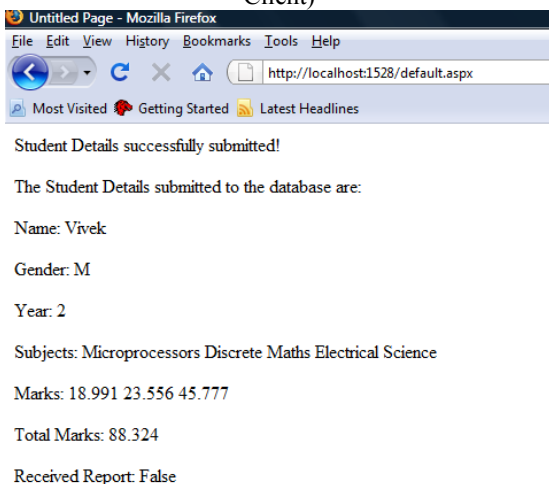 Client)
Untitled Page - Mozilla Firefox
File Edit View History Bookmarks Tools Help
http://localhost:1528/default.aspx
Most Visited Getting Started Latest Headlines
Student Details successfully submitted!
The Student Details submitted to the database are:
Name: Vivek
Gender: M
Year: 2
Subjects: Microprocessors Discrete Maths Electrical Science
Marks: 18.991 23.556 45.777
Total Marks: 88.324
Received Report: False